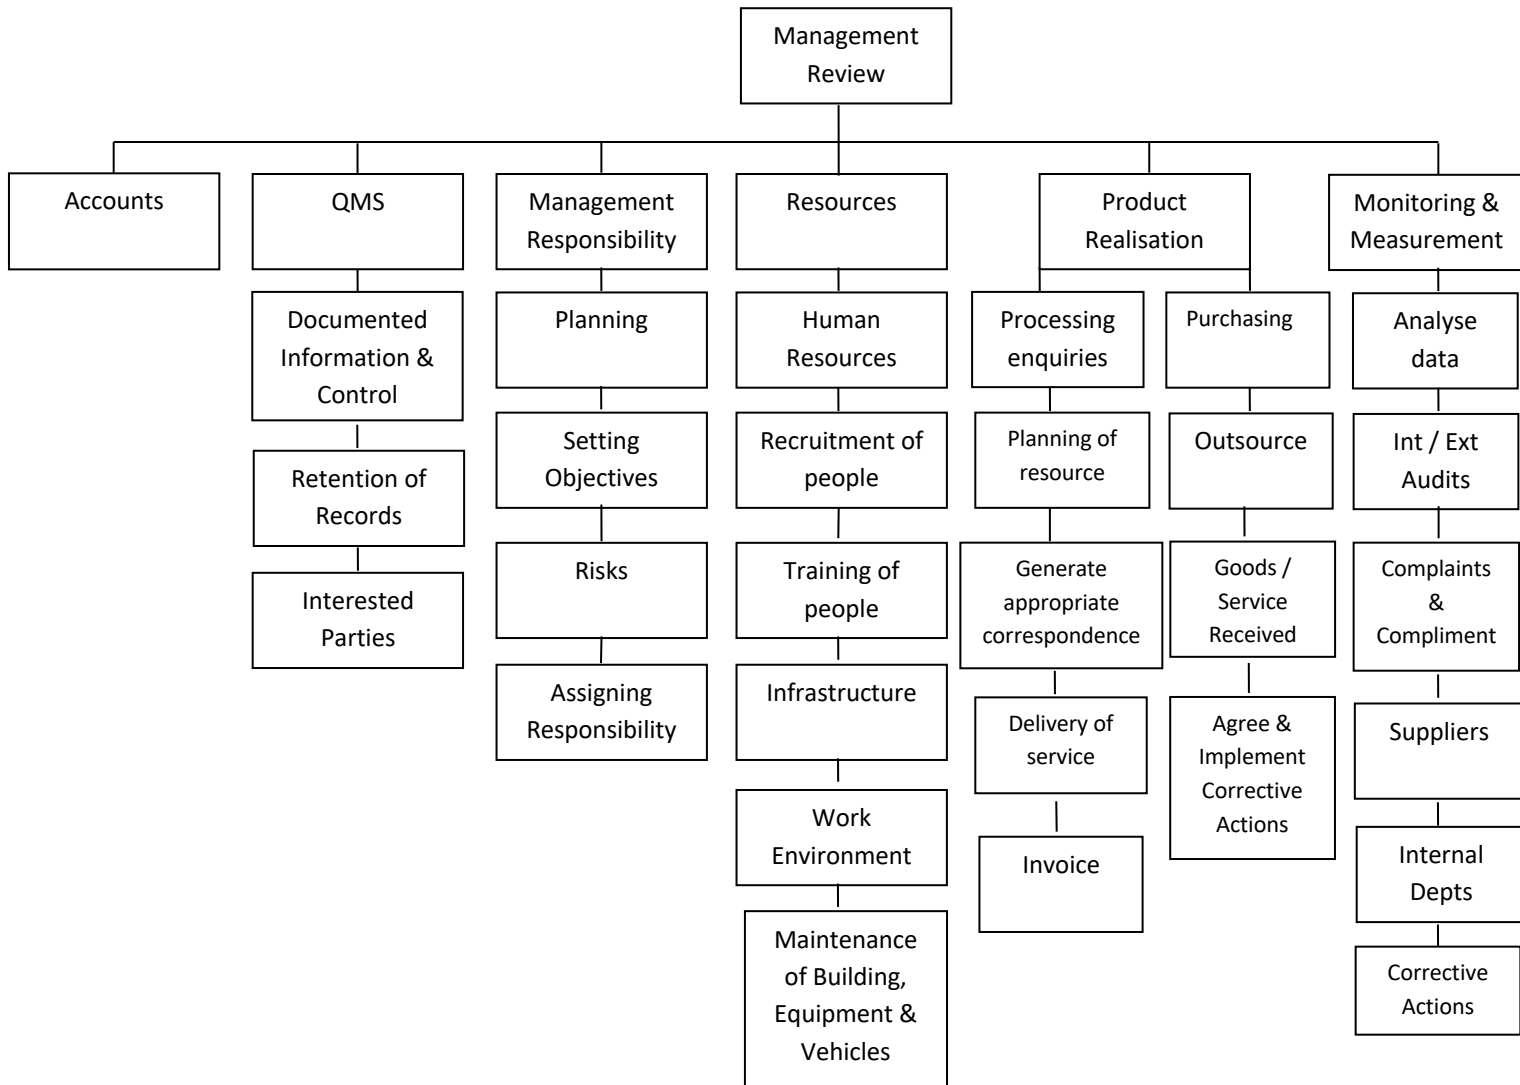 Management
Review
Accounts
QMS
Management
Responsibility
Resources
Product
Realisation
Monitoring &
Measurement
Documented
Information &
Control
Retention of
Records
Interested
Parties
Planning
Setting
Objectives
Risks
Assigning
Responsibility
Human
Resources
Recruitment of
people
Training of
people
Infrastructure
Work
Environment
Maintenance
of Building,
Equipment &
Vehicles
Processing
enquiries
Planning of
resource
Generate
appropriate
correspondence
Delivery of
service
Invoice
Purchasing
Outsource
Goods /
Service
Received
Agree &
Implement
Corrective
Actions
Analyse
data
Int / Ext
Audits
Complaints
&
Compliment
Suppliers
Internal
Depts
Corrective
Actions